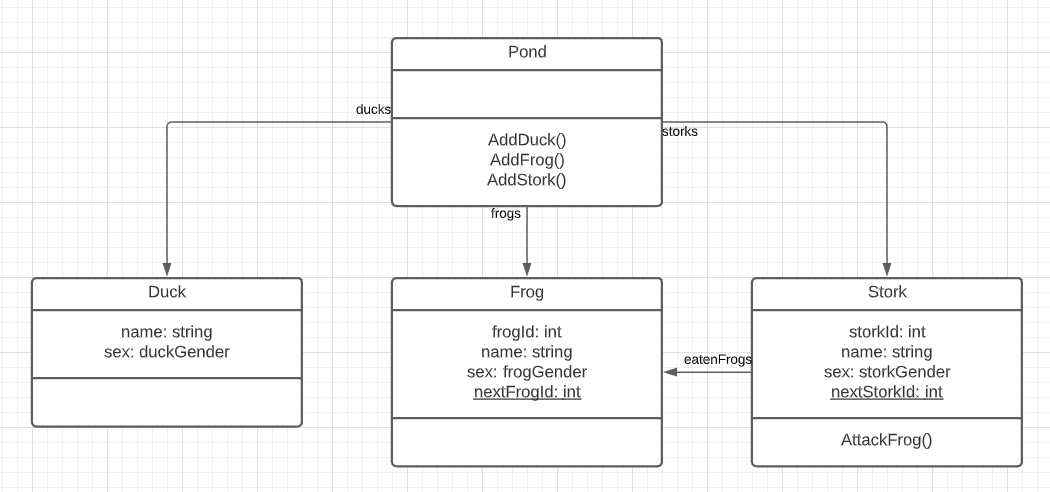 Pond
ducks
storks
AddDuck()
AddFrog()
AddStork()
frogs
Duck
name: string
sex: duckGender
Frog
frogId: int
name: string
sex: frogGender
nextFrogId: int
eatenFrogs
Stork
storkId: int
name: string
sex: storkGender
nextStorkId: int
AttackFrog()